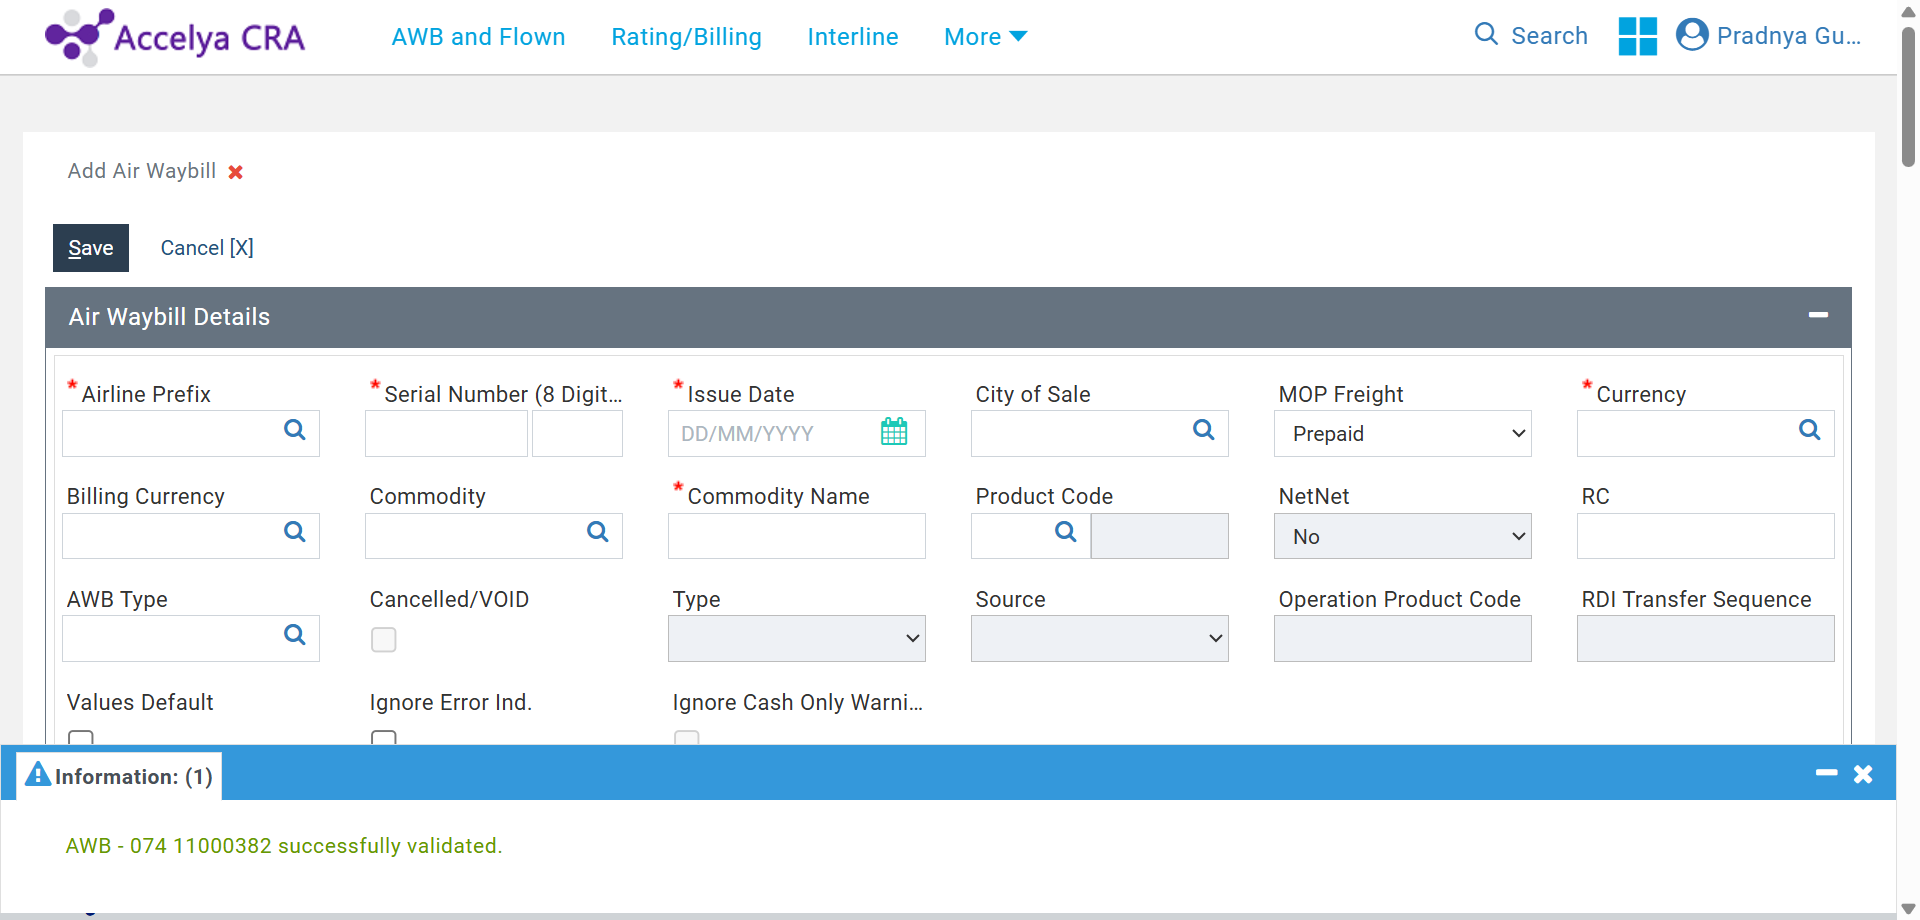 Accelya CRA
AWB and Flown Rating/Billing Interline More
Search Pradnya Gu...
Add Air Waybill
Save Cancel [X]
Air Waybill Details
* Airline Prefix * Serial Number (8 Digit... * Issue Date City of Sale MOP Freight * Currency
DD/MM/YYYY Prepaid
Billing Currency Commodity * Commodity Name Product Code NetNet RC
No
AWB Type Cancelled/VOID Type Source Operation Product Code RDI Transfer Sequence
Values Default Ignore Error Ind. Ignore Cash Only Warni...
Information: (1)
AWB - 074 11000382 successfully validated.